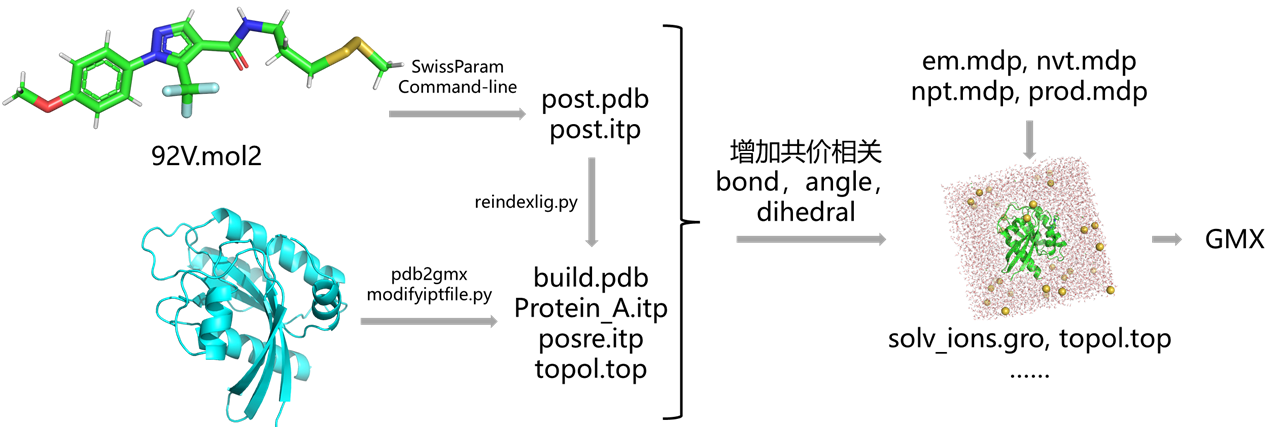 92V.mol2
SwissParam
Command-line
post.pdb
post.itp
reindexlig.py
pdb2gmx
modifyiptfile.py
build.pdb
Protein_A.itp
posre.itp
topol.top
增加共价相关
bond，angle，
dihedral
em.mdp, nvt.mdp
npt.mdp, prod.mdp
solv_ions.gro, topol.top
......
GMX